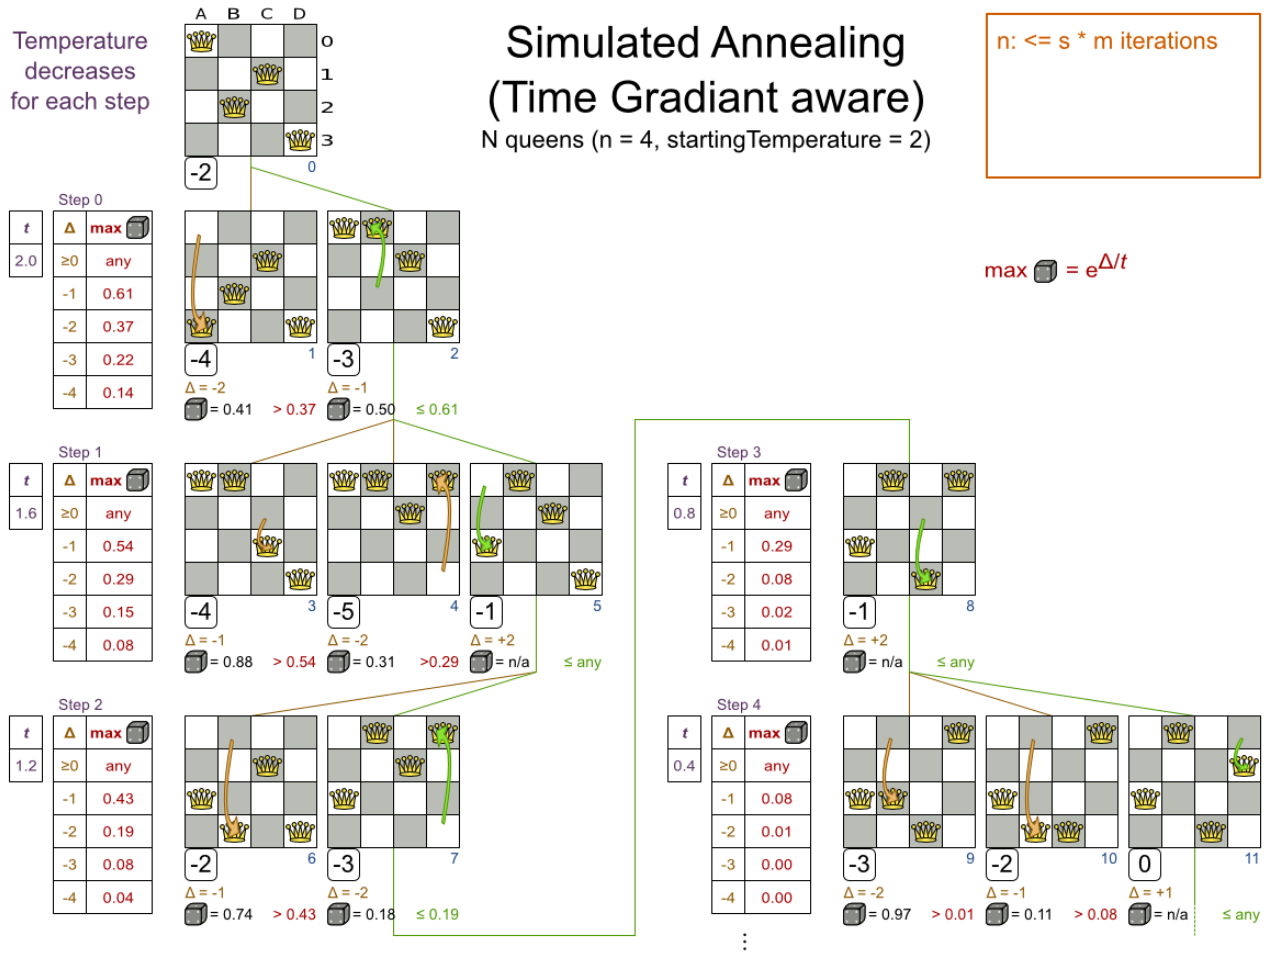 A B C D
Temperature
decreases
for each step
0
1
2
3
-2
0
Simulated Annealing
(Time Gradiant aware)
N queens (n = 4, startingTemperature = 2)
n: <= s * m iterations
max = e^Δ/t
Step 0
t
2.0
Δ max
≥0 any
-1 0.61
-2 0.37
-3 0.22
-4 0.14
-4 1
Δ = -2
= 0.41 > 0.37
-3 2
Δ = -1
= 0.50 ≤ 0.61
Step 1
t
1.6
Δ max
≥0 any
-1 0.54
-2 0.29
-3 0.15
-4 0.08
-4 3
Δ = -1
= 0.88 > 0.54
-5 4
Δ = -2
= 0.31 >0.29
-1 5
Δ = +2
= n/a ≤ any
Step 2
t
1.2
Δ max
≥0 any
-1 0.43
-2 0.19
-3 0.08
-4 0.04
-2 6
Δ = -1
= 0.74 > 0.43
-3 7
Δ = -2
= 0.18 ≤ 0.19
Step 3
t
0.8
Δ max
≥0 any
-1 0.29
-2 0.08
-3 0.02
-4 0.01
-1 8
Δ = +2
= n/a ≤ any
Step 4
t
0.4
Δ max
≥0 any
-1 0.08
-2 0.01
-3 0.00
-4 0.00
-3 9
Δ = -2
= 0.97 > 0.01
-2 10
Δ = -1
= 0.11 > 0.08
0 11
Δ = +1
= n/a ≤ any
⋮